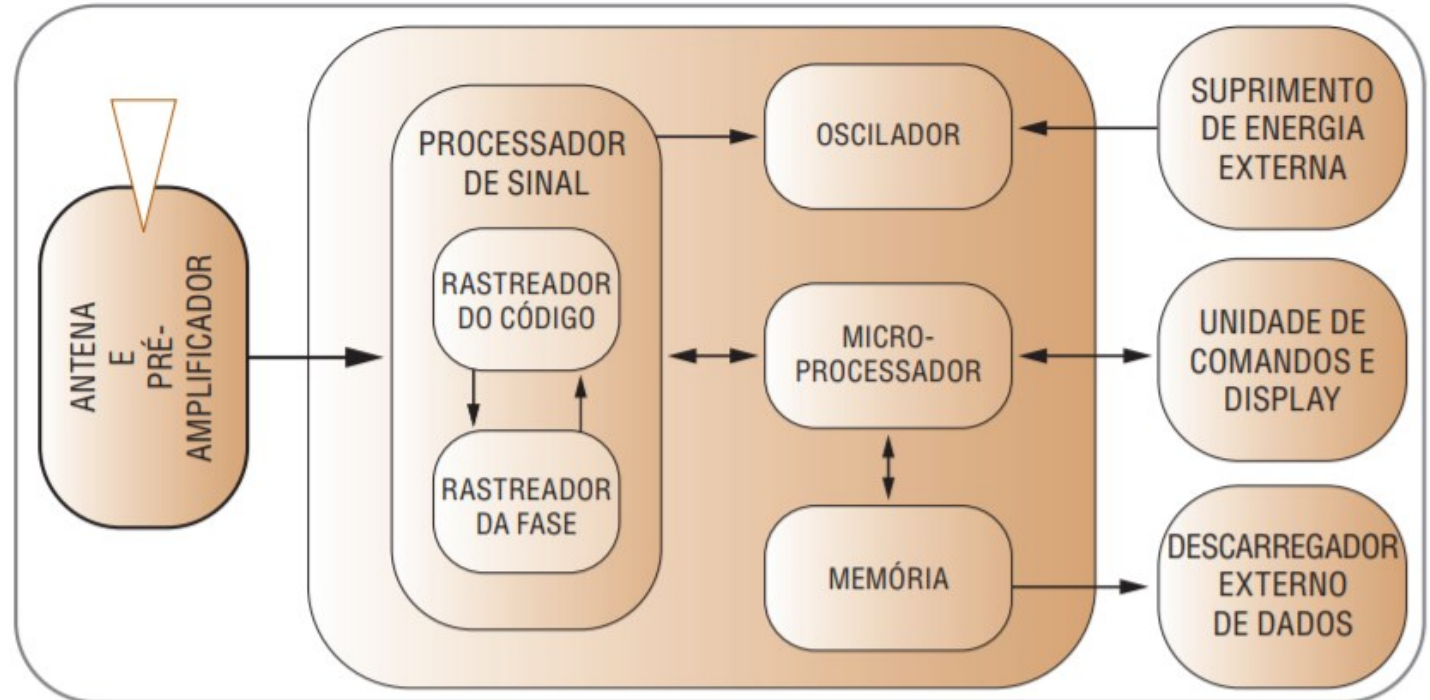 ANTENA
E
PRÉ-
AMPLIFICADOR
PROCESSADOR
DE SINAL
RASTREADOR
DO CÓDIGO
RASTREADOR
DA FASE
OSCILADOR
MICRO-
PROCESSADOR
MEMÓRIA
SUPRIMENTO
DE ENERGIA
EXTERNA
UNIDADE DE
COMANDOS E
DISPLAY
DESCARREGADOR
EXTERNO
DE DADOS